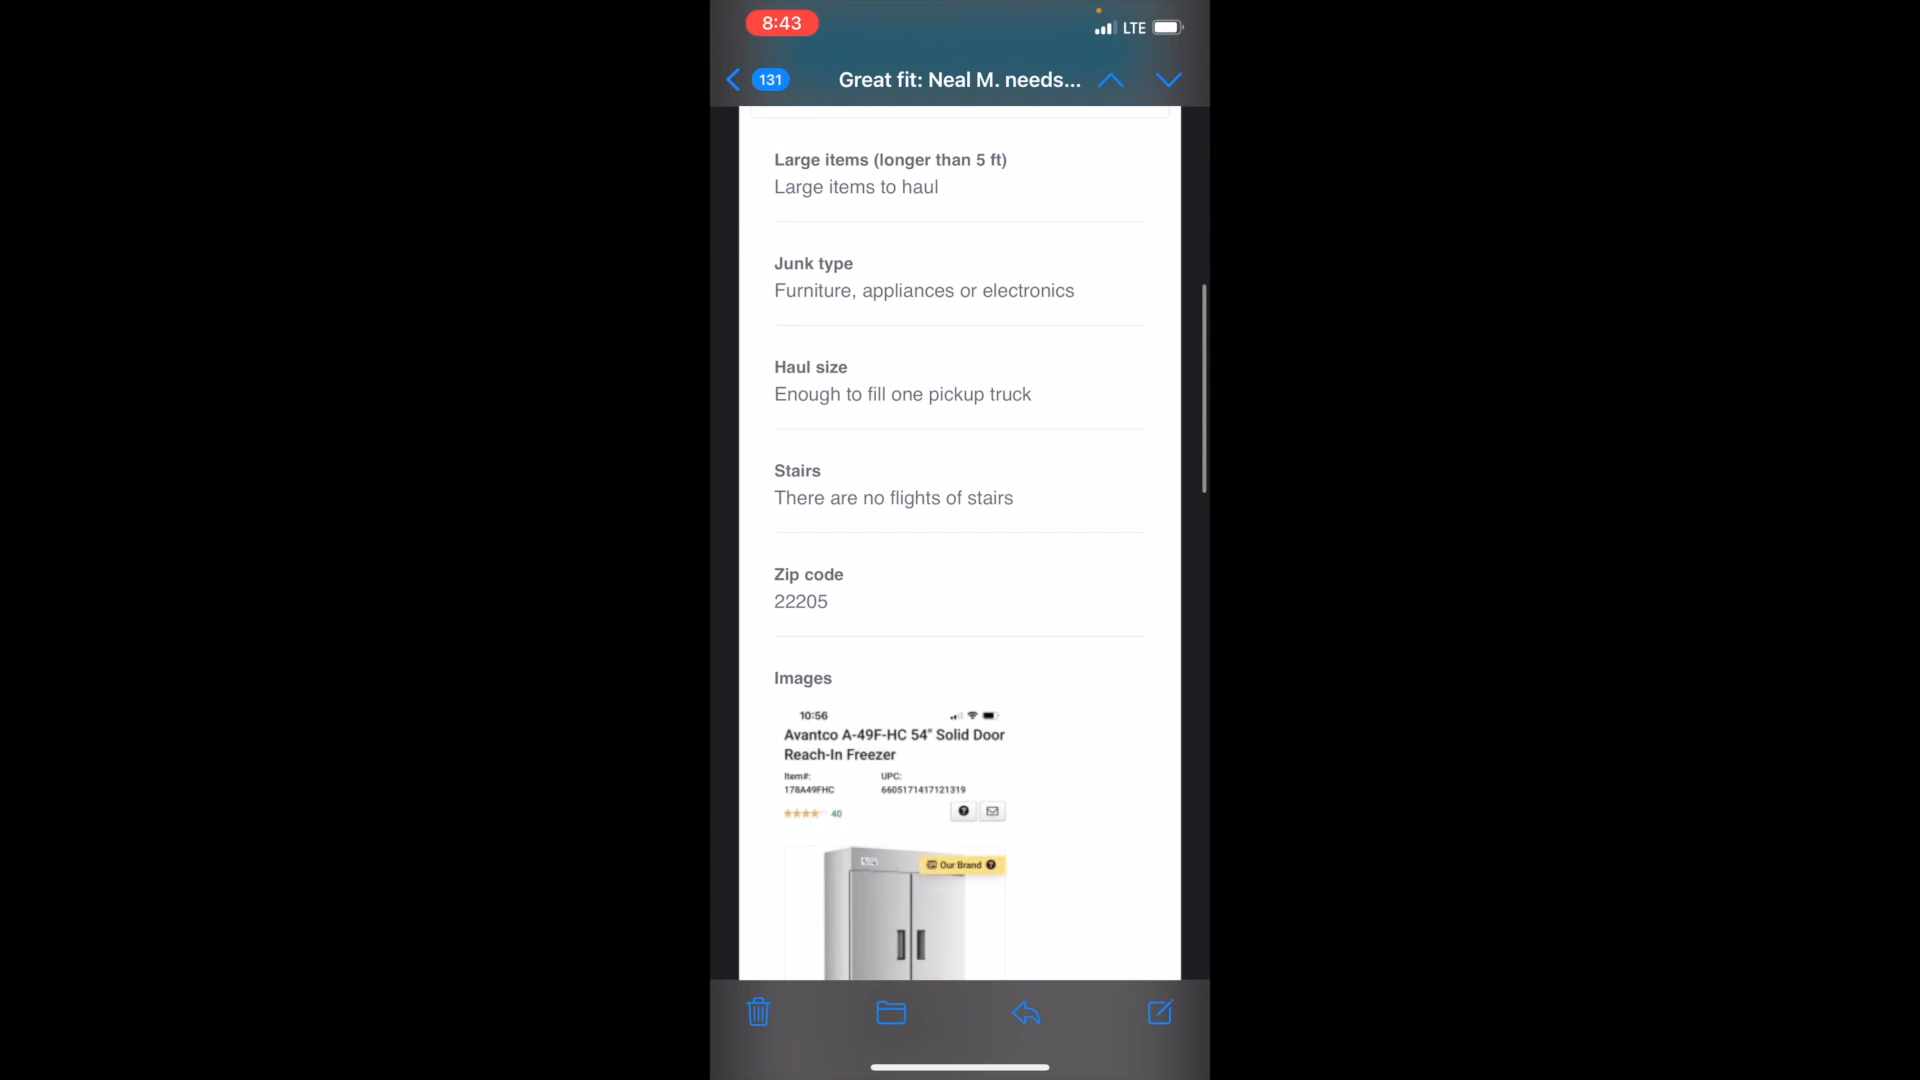 8:43
LTE
131
Great fit: Neal M. needs...
Large items (longer than 5 ft)
Large items to haul
Junk type
Furniture, appliances or electronics
Haul size
Enough to fill one pickup truck
Stairs
There are no flights of stairs
Zip code
22205
Images
10:56
Avantco A-49F-HC 54" Solid Door
Reach-In Freezer
Item#: UPC:
178A49FHC 6605171417121319
40
Our Brand